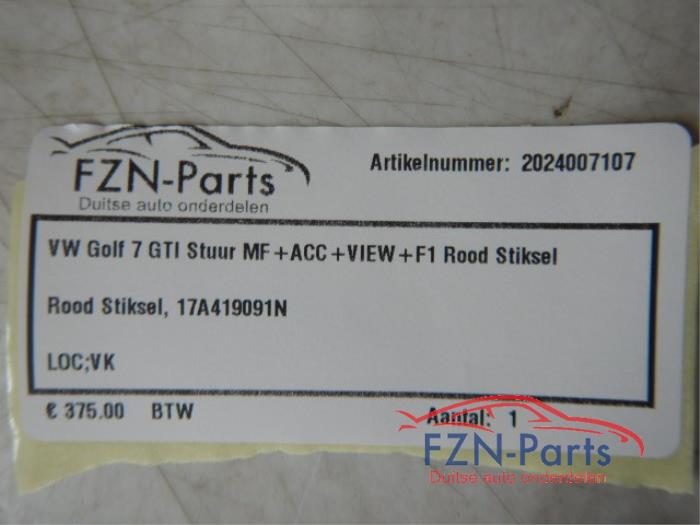 FZN-Parts
Duitse auto onderdelen
Artikelnummer: 2024007107
VW Golf 7 GTI Stuur MF+ACC+VIEW+F1 Rood Stiksel
Rood Stiksel, 17A419091N
LOC;VK
€ 375.00 BTW
Aantal: 1
FZN-Parts
Duitse auto onderdelen